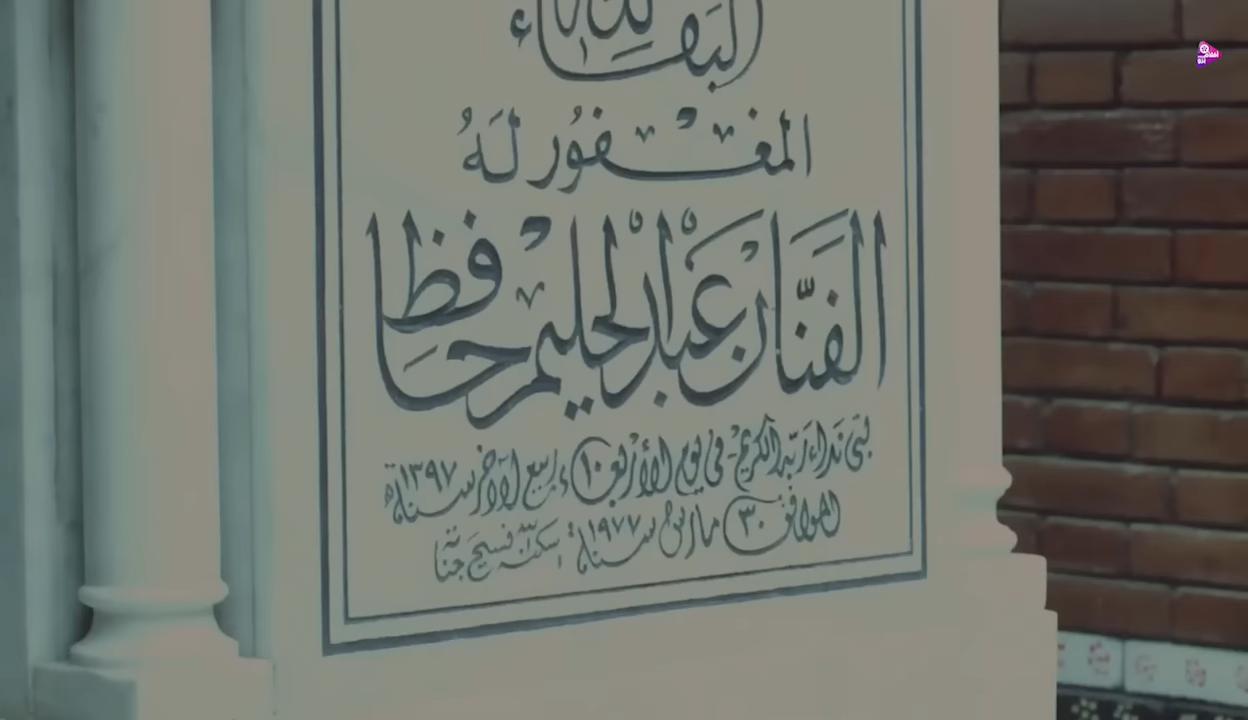 البقاء لله
المغفور له
الفنان عبد الحليم حافظ
لبى نداء ربه الكريم في يوم الأربعاء ١٠ ربيع الآخر سنة ١٣٩٧
الموافق ٣٠ مارس سنة ١٩٧٧ أسكنه فسيح جناته